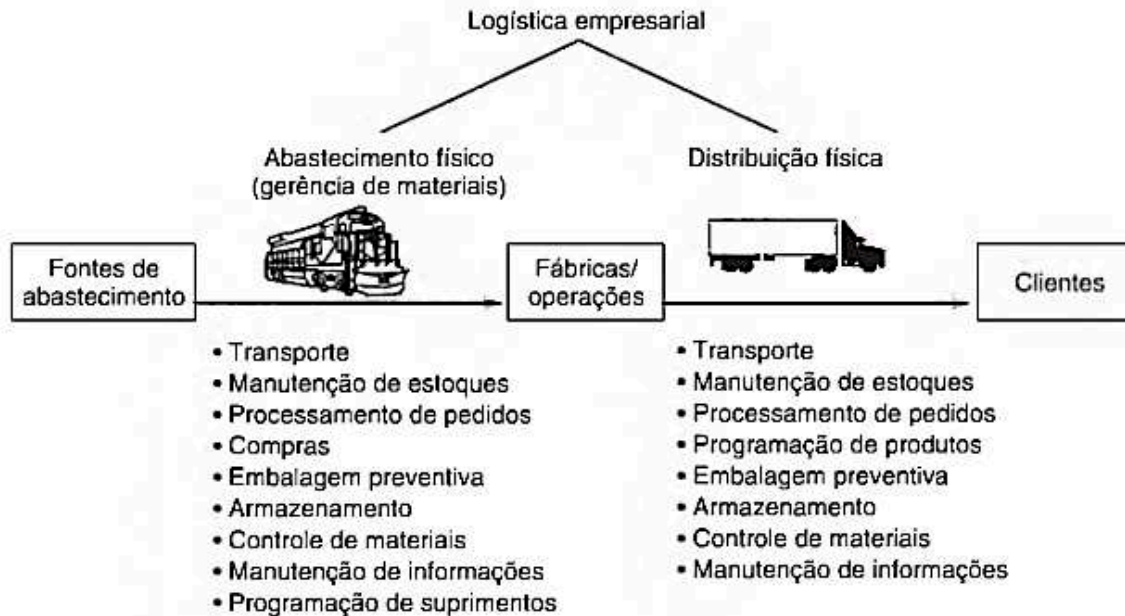 Logística empresarial
Abastecimento físico
(gerência de materiais)
Distribuição física
Fontes de
abastecimento
Fábricas/
operações
Clientes
• Transporte
• Manutenção de estoques
• Processamento de pedidos
• Compras
• Embalagem preventiva
• Armazenamento
• Controle de materiais
• Manutenção de informações
• Programação de suprimentos
• Transporte
• Manutenção de estoques
• Processamento de pedidos
• Programação de produtos
• Embalagem preventiva
• Armazenamento
• Controle de materiais
• Manutenção de informações